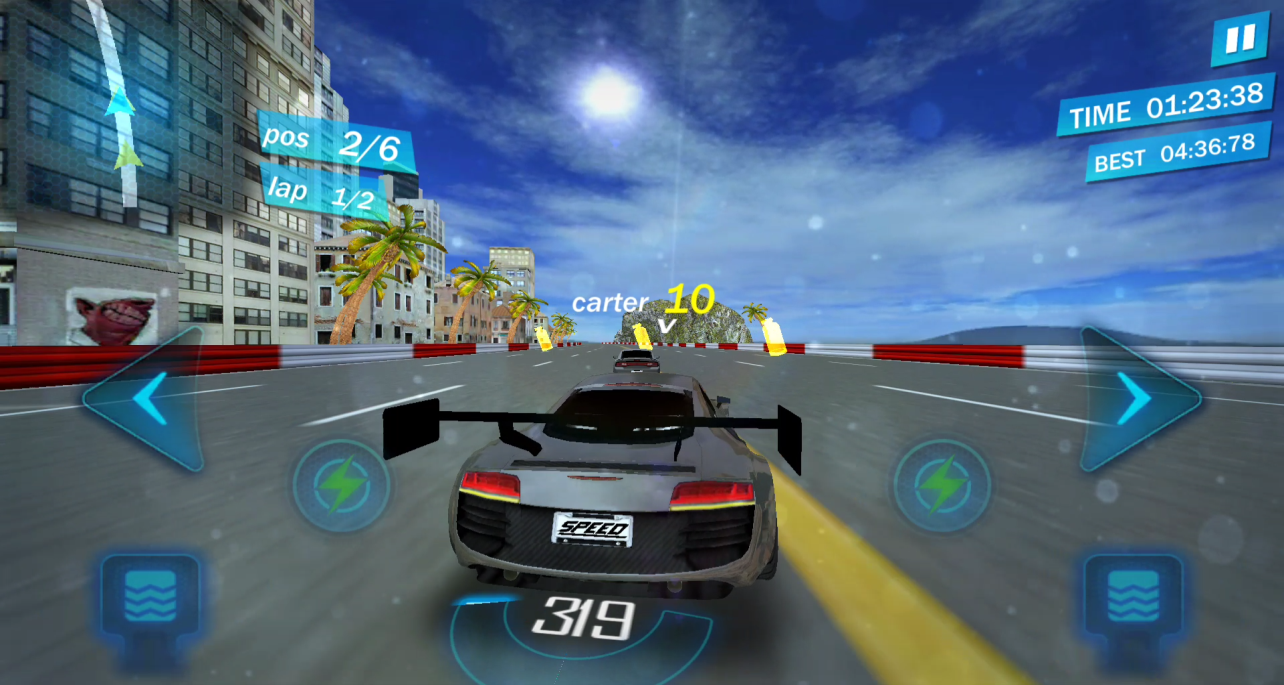 TIME 01:23:38
BEST 04:36:78
pos 2/6
lap 1/2
carter 10
SPEED
319